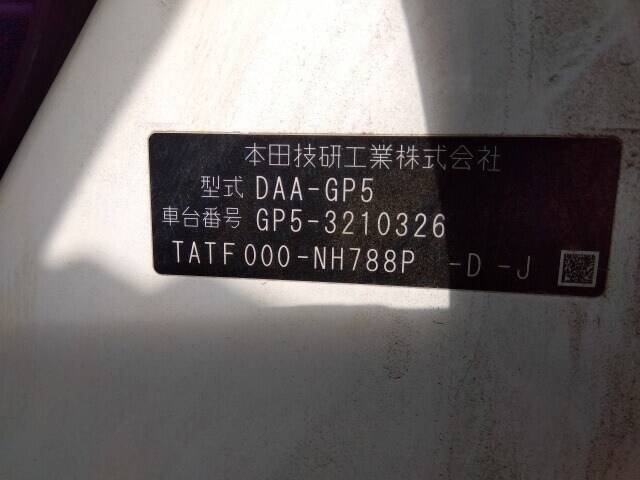 本田技研工業株式会社
型式 DAA-GP5
車台番号 GP5-3210326
TATF000-NH788P -D -J